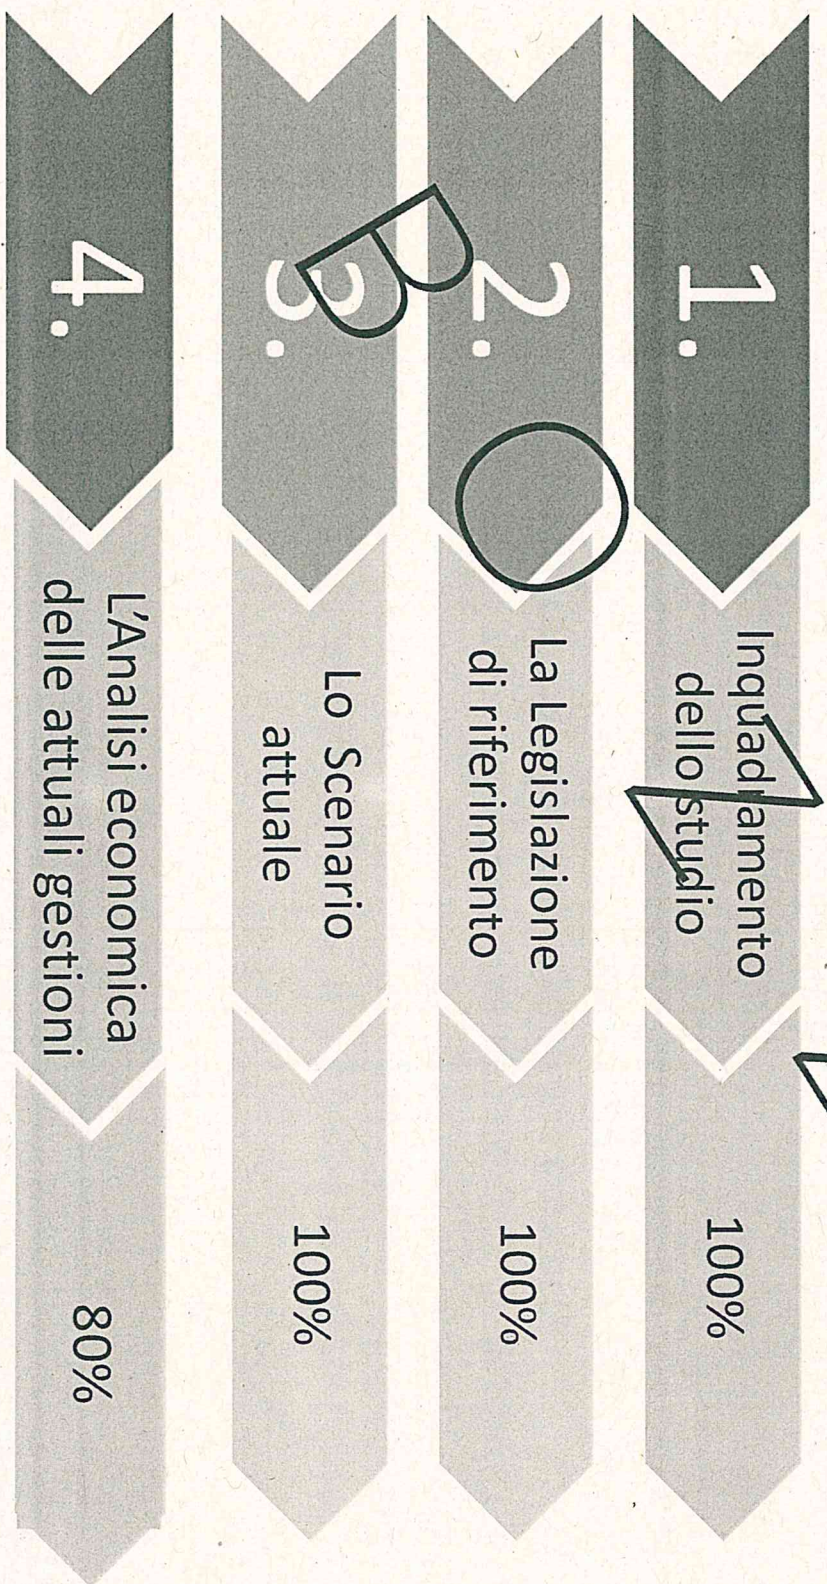 1.
Inquadramento
dello studio
100%
2.
La Legislazione
di riferimento
100%
3.
Lo Scenario
attuale
100%
4.
L'Analisi economica
delle attuali gestioni
80%
B O Z